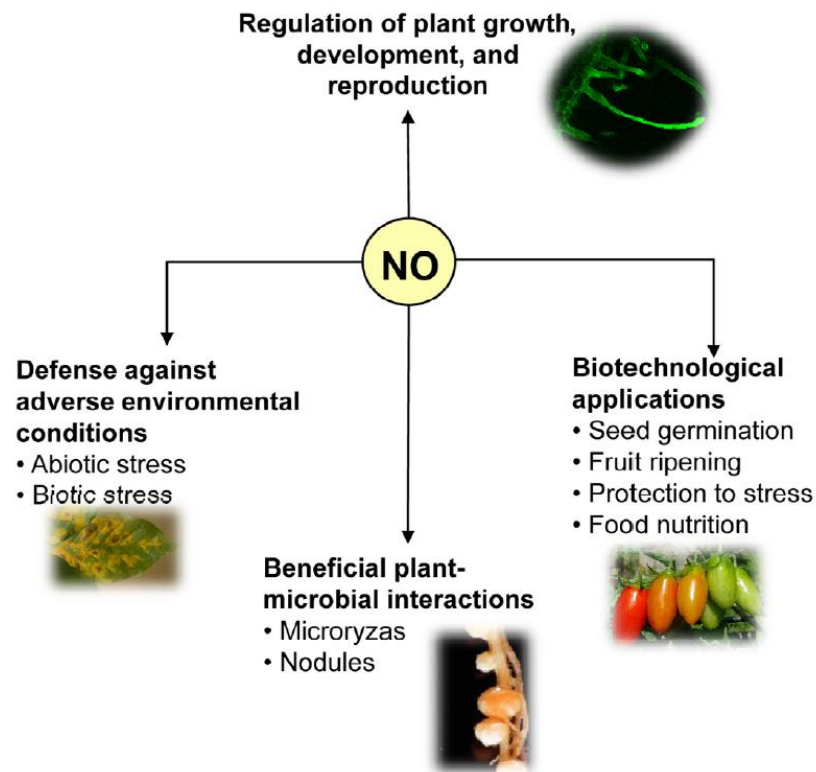 Regulation of plant growth,
development, and
reproduction
NO
Defense against
adverse environmental
conditions
• Abiotic stress
• Biotic stress
Biotechnological
applications
• Seed germination
• Fruit ripening
• Protection to stress
• Food nutrition
Beneficial plant-
microbial interactions
• Microryzas
• Nodules